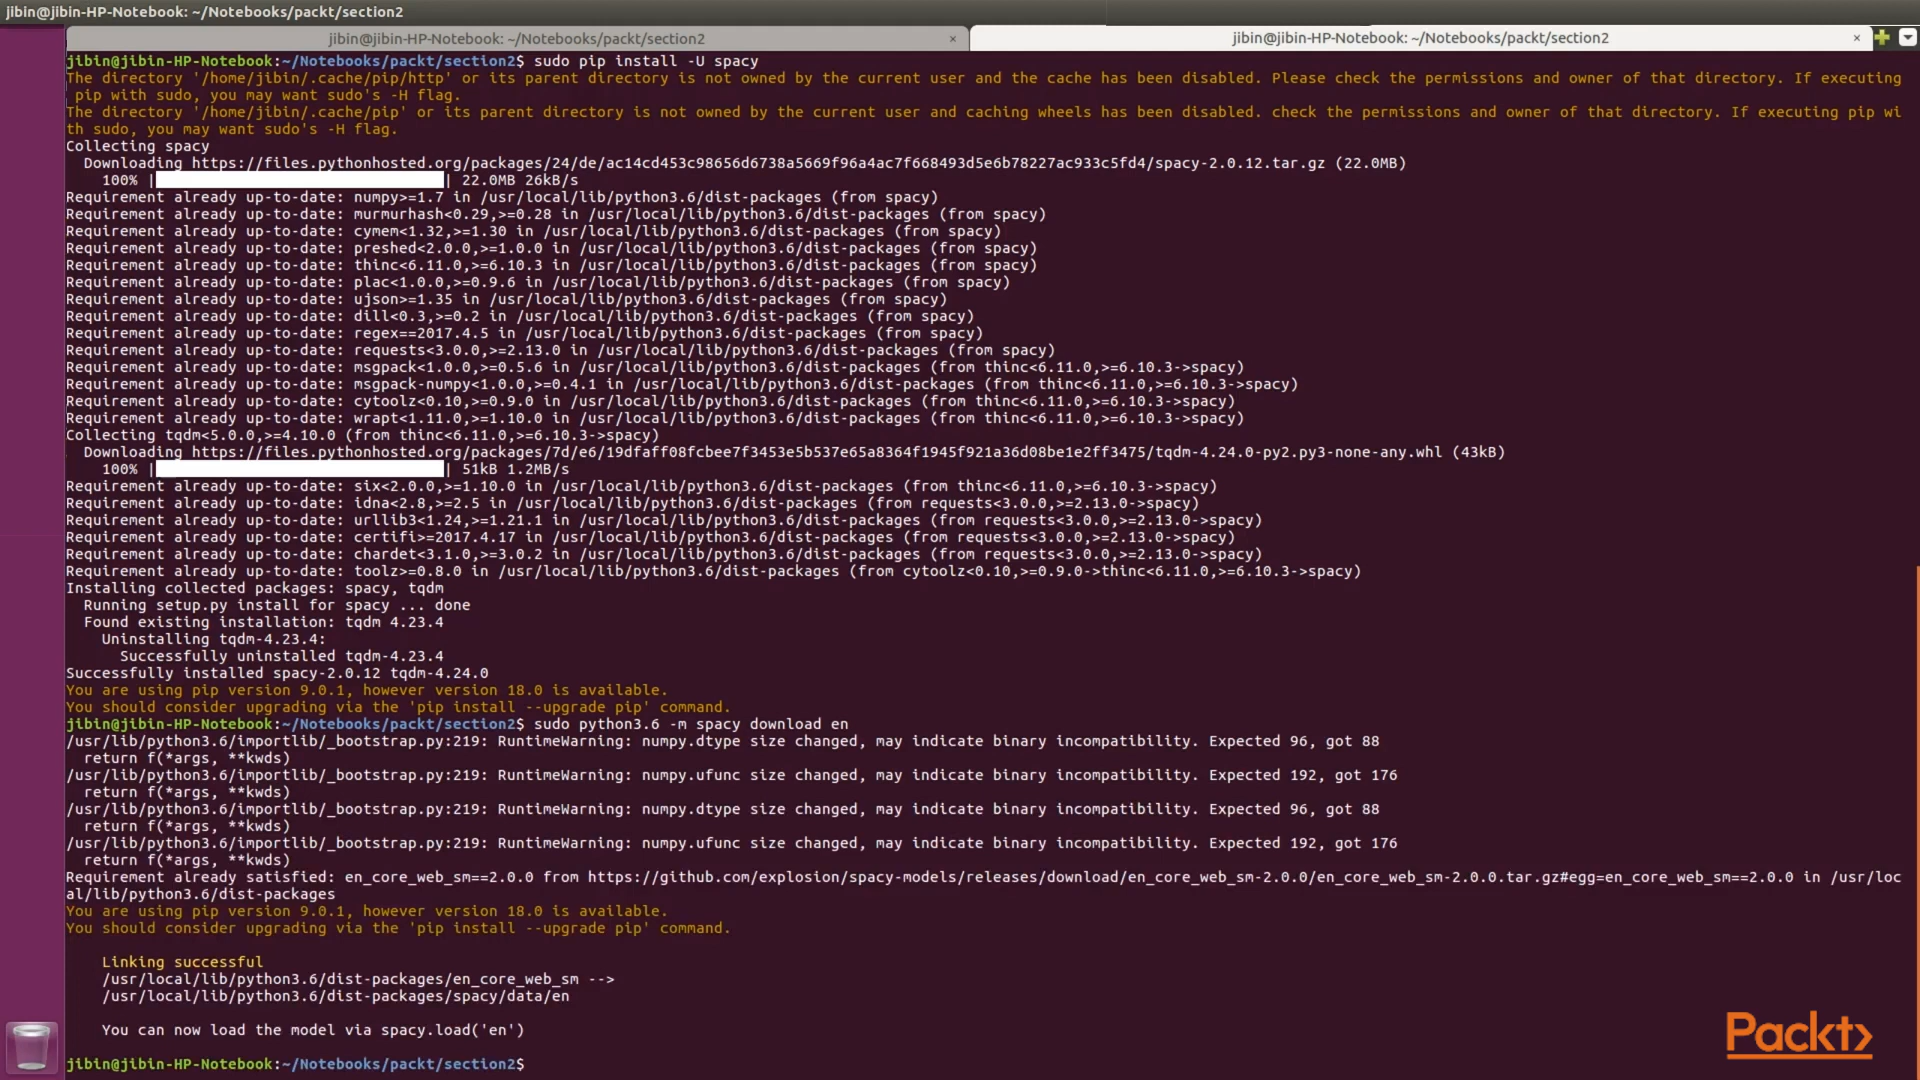 jibin@jibin-HP-Notebook: ~/Notebooks/packt/section2
jibin@jibin-HP-Notebook: ~/Notebooks/packt/section2 ×
jibin@jibin-HP-Notebook: ~/Notebooks/packt/section2 ×
jibin@jibin-HP-Notebook:~/Notebooks/packt/section2$ sudo pip install -U spacy
The directory '/home/jibin/.cache/pip/http' or its parent directory is not owned by the current user and the cache has been disabled. Please check the permissions and owner of that directory. If executing
pip with sudo, you may want sudo's -H flag.
The directory '/home/jibin/.cache/pip' or its parent directory is not owned by the current user and caching wheels has been disabled. check the permissions and owner of that directory. If executing pip wi
th sudo, you may want sudo's -H flag.
Collecting spacy
Downloading https://files.pythonhosted.org/packages/24/de/ac14cd453c98656d6738a5669f96a4ac7f668493d5e6b78227ac933c5fd4/spacy-2.0.12.tar.gz (22.0MB)
100% | | 22.0MB 26kB/s
Requirement already up-to-date: numpy>=1.7 in /usr/local/lib/python3.6/dist-packages (from spacy)
Requirement already up-to-date: murmurhash<0.29,>=0.28 in /usr/local/lib/python3.6/dist-packages (from spacy)
Requirement already up-to-date: cymem<1.32,>=1.30 in /usr/local/lib/python3.6/dist-packages (from spacy)
Requirement already up-to-date: preshed<2.0.0,>=1.0.0 in /usr/local/lib/python3.6/dist-packages (from spacy)
Requirement already up-to-date: thinc<6.11.0,>=6.10.3 in /usr/local/lib/python3.6/dist-packages (from spacy)
Requirement already up-to-date: plac<1.0.0,>=0.9.6 in /usr/local/lib/python3.6/dist-packages (from spacy)
Requirement already up-to-date: ujson>=1.35 in /usr/local/lib/python3.6/dist-packages (from spacy)
Requirement already up-to-date: dill<0.3,>=0.2 in /usr/local/lib/python3.6/dist-packages (from spacy)
Requirement already up-to-date: regex==2017.4.5 in /usr/local/lib/python3.6/dist-packages (from spacy)
Requirement already up-to-date: requests<3.0.0,>=2.13.0 in /usr/local/lib/python3.6/dist-packages (from spacy)
Requirement already up-to-date: msgpack<1.0.0,>=0.5.6 in /usr/local/lib/python3.6/dist-packages (from thinc<6.11.0,>=6.10.3->spacy)
Requirement already up-to-date: msgpack-numpy<1.0.0,>=0.4.1 in /usr/local/lib/python3.6/dist-packages (from thinc<6.11.0,>=6.10.3->spacy)
Requirement already up-to-date: cytoolz<0.10,>=0.9.0 in /usr/local/lib/python3.6/dist-packages (from thinc<6.11.0,>=6.10.3->spacy)
Requirement already up-to-date: wrapt<1.11.0,>=1.10.0 in /usr/local/lib/python3.6/dist-packages (from thinc<6.11.0,>=6.10.3->spacy)
Collecting tqdm<5.0.0,>=4.10.0 (from thinc<6.11.0,>=6.10.3->spacy)
Downloading https://files.pythonhosted.org/packages/7d/e6/19dfaff08fcbee7f3453e5b537e65a8364f1945f921a36d08be1e2ff3475/tqdm-4.24.0-py2.py3-none-any.whl (43kB)
100% | | 51kB 1.2MB/s
Requirement already up-to-date: six<2.0.0,>=1.10.0 in /usr/local/lib/python3.6/dist-packages (from thinc<6.11.0,>=6.10.3->spacy)
Requirement already up-to-date: idna<2.8,>=2.5 in /usr/local/lib/python3.6/dist-packages (from requests<3.0.0,>=2.13.0->spacy)
Requirement already up-to-date: urllib3<1.24,>=1.21.1 in /usr/local/lib/python3.6/dist-packages (from requests<3.0.0,>=2.13.0->spacy)
Requirement already up-to-date: certifi>=2017.4.17 in /usr/local/lib/python3.6/dist-packages (from requests<3.0.0,>=2.13.0->spacy)
Requirement already up-to-date: chardet<3.1.0,>=3.0.2 in /usr/local/lib/python3.6/dist-packages (from requests<3.0.0,>=2.13.0->spacy)
Requirement already up-to-date: toolz>=0.8.0 in /usr/local/lib/python3.6/dist-packages (from cytoolz<0.10,>=0.9.0->thinc<6.11.0,>=6.10.3->spacy)
Installing collected packages: spacy, tqdm
Running setup.py install for spacy ... done
Found existing installation: tqdm 4.23.4
Uninstalling tqdm-4.23.4:
Successfully uninstalled tqdm-4.23.4
Successfully installed spacy-2.0.12 tqdm-4.24.0
You are using pip version 9.0.1, however version 18.0 is available.
You should consider upgrading via the 'pip install --upgrade pip' command.
jibin@jibin-HP-Notebook:~/Notebooks/packt/section2$ sudo python3.6 -m spacy download en
/usr/lib/python3.6/importlib/_bootstrap.py:219: RuntimeWarning: numpy.dtype size changed, may indicate binary incompatibility. Expected 96, got 88
return f(*args, **kwds)
/usr/lib/python3.6/importlib/_bootstrap.py:219: RuntimeWarning: numpy.ufunc size changed, may indicate binary incompatibility. Expected 192, got 176
return f(*args, **kwds)
/usr/lib/python3.6/importlib/_bootstrap.py:219: RuntimeWarning: numpy.dtype size changed, may indicate binary incompatibility. Expected 96, got 88
return f(*args, **kwds)
/usr/lib/python3.6/importlib/_bootstrap.py:219: RuntimeWarning: numpy.ufunc size changed, may indicate binary incompatibility. Expected 192, got 176
return f(*args, **kwds)
Requirement already satisfied: en_core_web_sm==2.0.0 from https://github.com/explosion/spacy-models/releases/download/en_core_web_sm-2.0.0/en_core_web_sm-2.0.0.tar.gz#egg=en_core_web_sm==2.0.0 in /usr/loc
al/lib/python3.6/dist-packages
You are using pip version 9.0.1, however version 18.0 is available.
You should consider upgrading via the 'pip install --upgrade pip' command.
Linking successful
/usr/local/lib/python3.6/dist-packages/en_core_web_sm -->
/usr/local/lib/python3.6/dist-packages/spacy/data/en
You can now load the model via spacy.load('en')
jibin@jibin-HP-Notebook:~/Notebooks/packt/section2$
Packt>